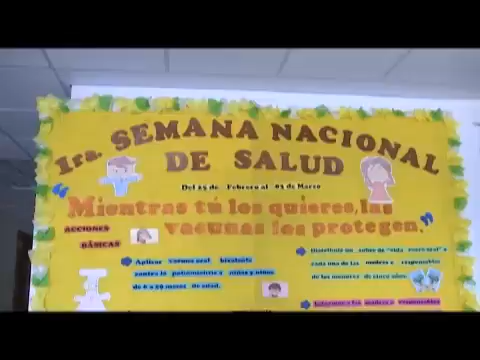 1ra. SEMANA NACIONAL
DE SALUD
Del 25 de Febrero al 03 de Marzo
"Mientras tú los quieres, las
vacunas los protegen."
ACCIONES
BÁSICAS
Aplicar vacuna oral bivalente
contra la poliomielitis a niñas y niños
de 6 a 59 meses de edad.
Distribuir un sobre de "vida suero oral" a
cada una de las madres o responsables
de los menores de cinco años.
Informar a las madres o responsables